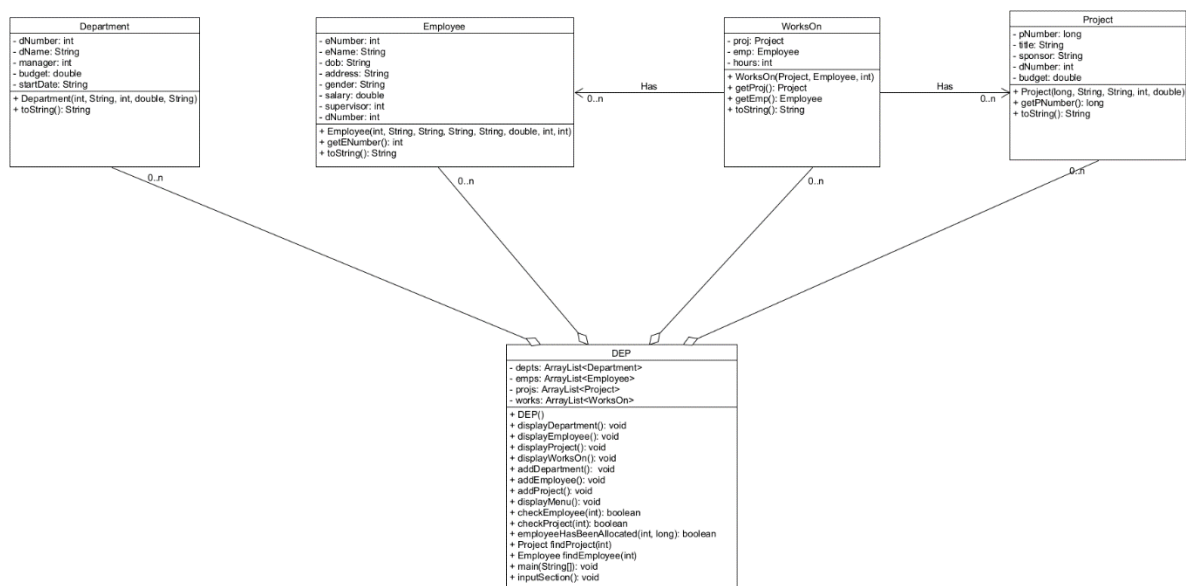 Department
- dNumber: int
- dName: String
- manager: int
- budget: double
- startDate: String
+ Department(int, String, int, double, String)
+ toString(): String
0..n
Employee
- eNumber: int
- eName: String
- dob: String
- address: String
- gender: String
- salary: double
- supervisor: int
- dNumber: int
+ Employee(int, String, String, String, String, double, int, int)
+ getENumber(): int
+ toString(): String
0..n
Has
0..n
WorksOn
- proj: Project
- emp: Employee
- hours: int
+ WorksOn(Project, Employee, int)
+ getProj(): Project
+ getEmp(): Employee
+ toString(): String
0..n
Has
0..n
Project
- pNumber: long
- title: String
- sponsor: String
- dNumber: int
- budget: double
+ Project(long, String, String, int, double)
+ getPNumber(): long
+ toString(): String
0..n
DEP
- depts: ArrayList<Department>
- emps: ArrayList<Employee>
- projs: ArrayList<Project>
- works: ArrayList<WorksOn>
+ DEP()
+ displayDepartment(): void
+ displayEmployee(): void
+ displayProject(): void
+ displayWorksOn(): void
+ addDepartment(): void
+ addEmployee(): void
+ addProject(): void
+ displayMenu(): void
+ checkEmployee(int): boolean
+ checkProject(int): boolean
+ employeeHasBeenAllocated(int, long): boolean
+ Project findProject(int)
+ Employee findEmployee(int)
+ main(String[]): void
+ inputSection(): void